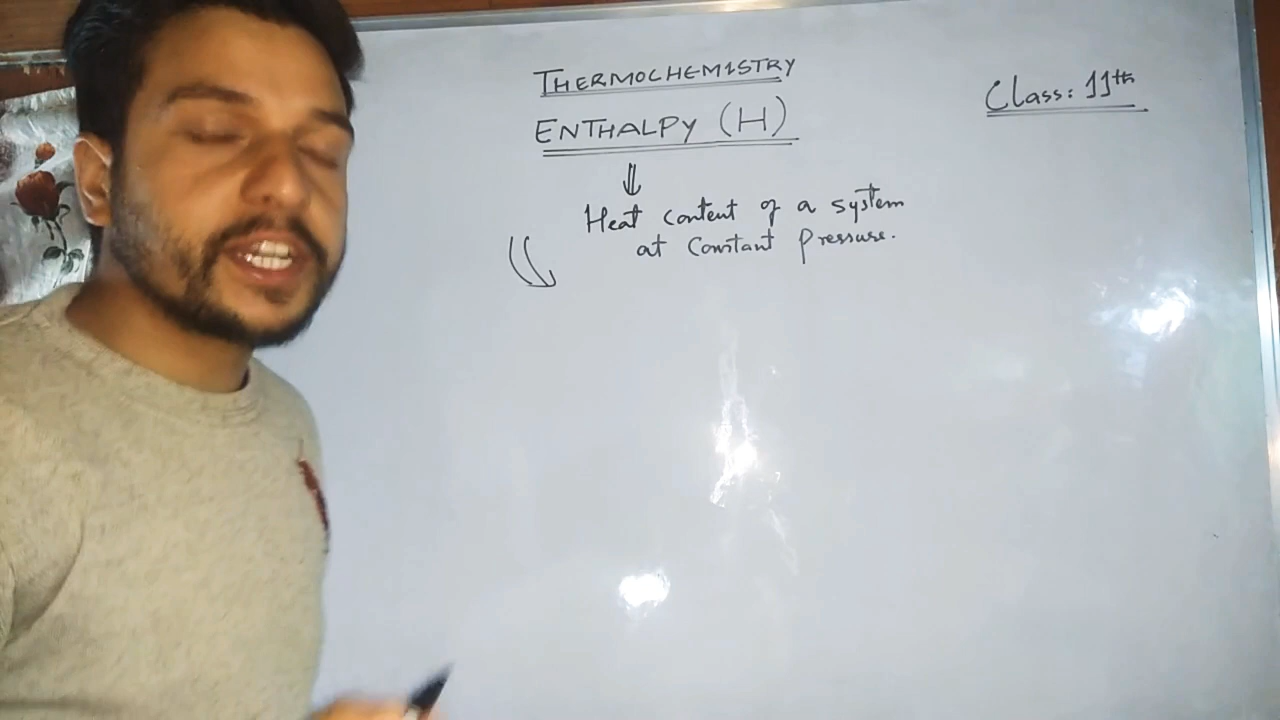 THERMOCHEMISTRY
ENTHALPY (H)
Class: 11th
Heat content of a system
at Constant Pressure.